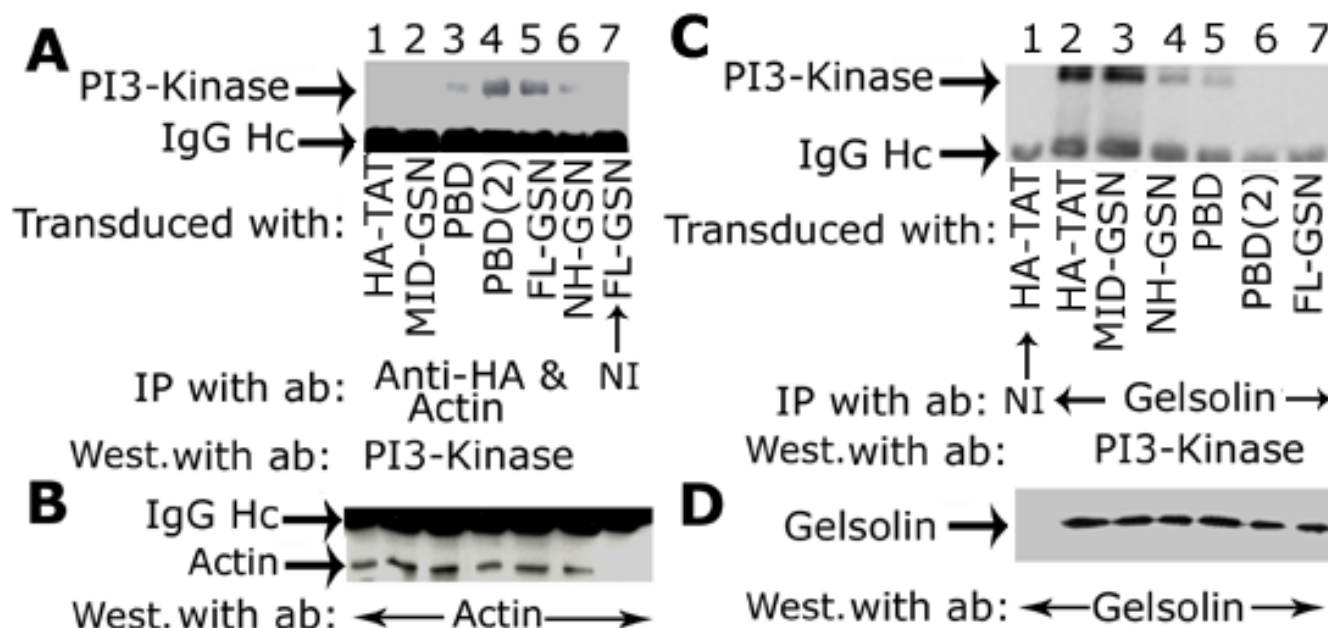 A
1 2 3 4 5 6 7
PI3-Kinase
IgG Hc
Transduced with:
HA-TAT
MID-GSN
PBD
PBD(2)
FL-GSN
NH-GSN
FL-GSN
IP with ab:
Anti-HA &
Actin
NI
West.with ab: PI3-Kinase
B
IgG Hc
Actin
West.with ab: Actin
C
1 2 3 4 5 6 7
PI3-Kinase
IgG Hc
Transduced with:
HA-TAT
HA-TAT
MID-GSN
NH-GSN
PBD
PBD(2)
FL-GSN
IP with ab: NI Gelsolin
West.with ab: PI3-Kinase
D
Gelsolin
West.with ab: Gelsolin